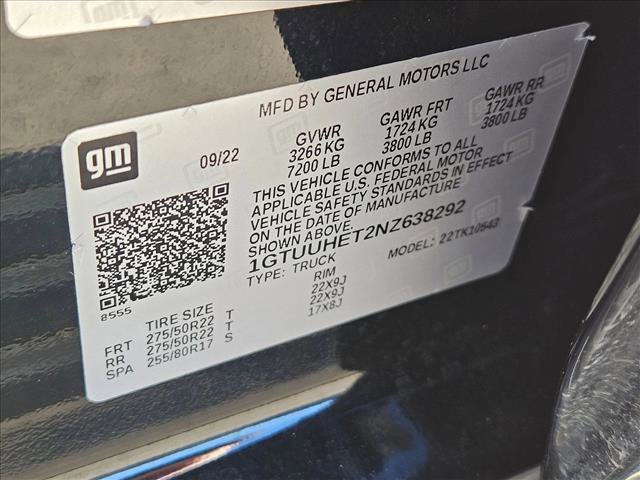 MFD BY GENERAL MOTORS LLC
gm
09/22
GVWR
3266 KG
7200 LB
GAWR FRT
1724 KG
3800 LB
GAWR RR
1724 KG
3800 LB
THIS VEHICLE CONFORMS TO ALL
APPLICABLE U.S. FEDERAL MOTOR
VEHICLE SAFETY STANDARDS IN EFFECT
ON THE DATE OF MANUFACTURE
SHOWN ABOVE.
1GTUUHET2NZ638292
TYPE: TRUCK
MODEL: 22TK10543
8555
TIRE SIZE
RIM
FRT 275/50R22 T 22X9J
RR 275/50R22 T 22X9J
SPA 255/80R17 S 17X8J